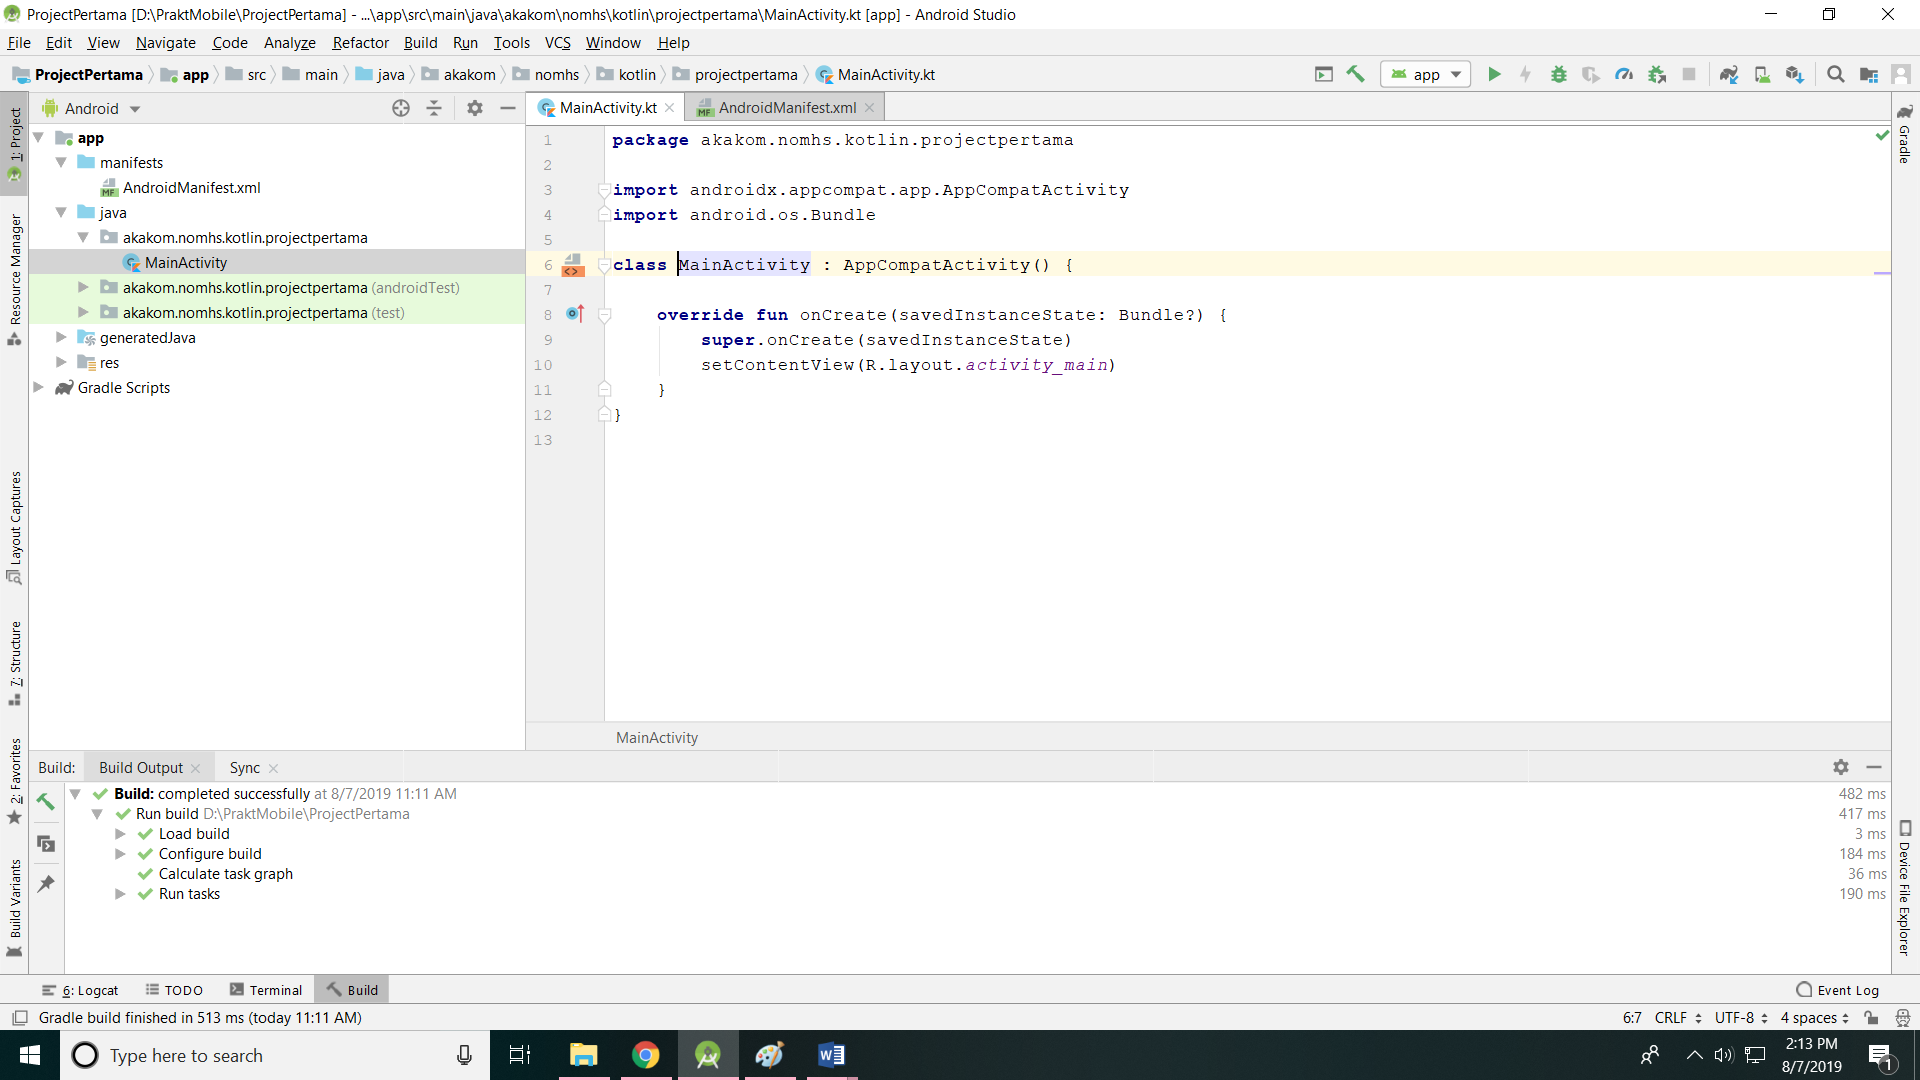 ProjectPertama [D:\PraktMobile\ProjectPertama] - ...\app\src\main\java\akakom\nomhs\kotlin\projectpertama\MainActivity.kt [app] - Android Studio
File Edit View Navigate Code Analyze Refactor Build Run Tools VCS Window Help
ProjectPertama app src main java akakom nomhs kotlin projectpertama MainActivity.kt
app
1: Project
Resource Manager
Layout Captures
7: Structure
2: Favorites
Build Variants
Android
app
manifests
MF AndroidManifest.xml
java
akakom.nomhs.kotlin.projectpertama
MainActivity
akakom.nomhs.kotlin.projectpertama (androidTest)
akakom.nomhs.kotlin.projectpertama (test)
generatedJava
res
Gradle Scripts
MainActivity.kt MF AndroidManifest.xml
1 package akakom.nomhs.kotlin.projectpertama
2
3 import androidx.appcompat.app.AppCompatActivity
4 import android.os.Bundle
5
6 class MainActivity : AppCompatActivity() {
7
8 override fun onCreate(savedInstanceState: Bundle?) {
9 super.onCreate(savedInstanceState)
10 setContentView(R.layout.activity_main)
11 }
12 }
13
MainActivity
Gradle
Device File Explorer
Build: Build Output Sync
Build: completed successfully at 8/7/2019 11:11 AM 482 ms
Run build D:\PraktMobile\ProjectPertama 417 ms
Load build 3 ms
Configure build 184 ms
Calculate task graph 36 ms
Run tasks 190 ms
6: Logcat TODO Terminal Build Event Log
Gradle build finished in 513 ms (today 11:11 AM) 6:7 CRLF UTF-8 4 spaces
Type here to search
2:13 PM
8/7/2019
1